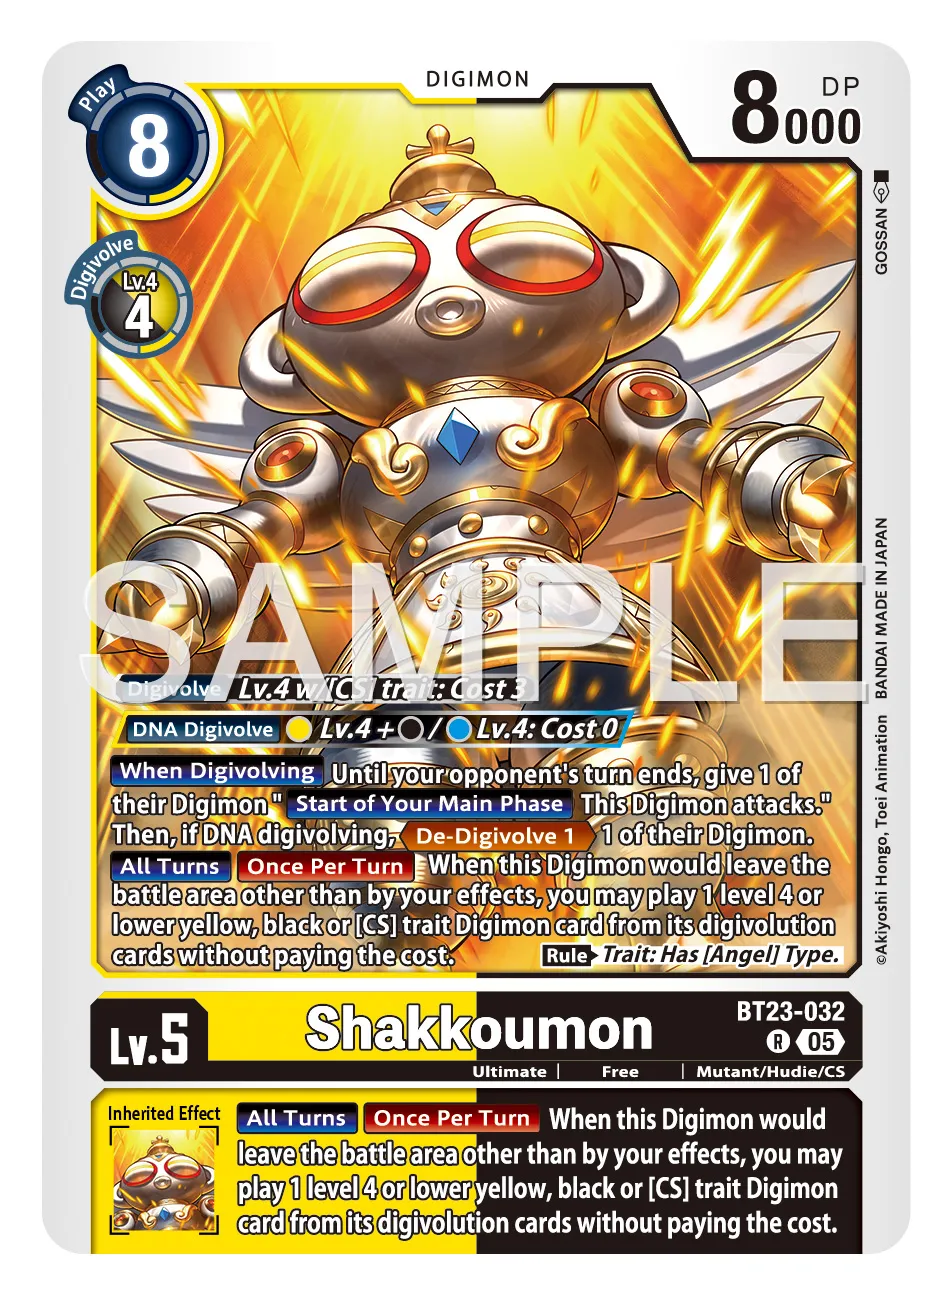 DIGIMON
Play
8
DP
8000
Digivolve
Lv.4
4
GOSSAN
BANDAI MADE IN JAPAN
©Akiyoshi Hongo, Toei Animation
SAMPLE
Digivolve Lv.4 w/[CS] trait: Cost 3
DNA Digivolve Lv.4 + / Lv.4: Cost 0
When Digivolving Until your opponent's turn ends, give 1 of
their Digimon " Start of Your Main Phase This Digimon attacks."
Then, if DNA digivolving, De-Digivolve 1 1 of their Digimon.
All Turns Once Per Turn When this Digimon would leave the
battle area other than by your effects, you may play 1 level 4 or
lower yellow, black or [CS] trait Digimon card from its digivolution
cards without paying the cost. Rule Trait: Has [Angel] Type.
Lv.5
Shakkoumon
BT23-032
R 05
Ultimate | Free | Mutant/Hudie/CS
Inherited Effect
All Turns Once Per Turn When this Digimon would
leave the battle area other than by your effects, you may
play 1 level 4 or lower yellow, black or [CS] trait Digimon
card from its digivolution cards without paying the cost.